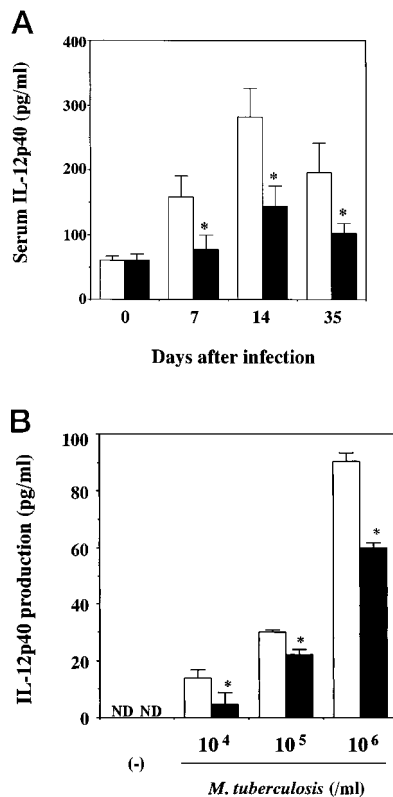 A
Serum IL-12p40 (pg/ml)
400
300
200
100
0
*
*
*
0 7 14 35
Days after infection
B
IL-12p40 production (pg/ml)
100
80
60
40
20
0
ND ND
*
*
*
(-) 10⁴ 10⁵ 10⁶
M. tuberculosis (/ml)